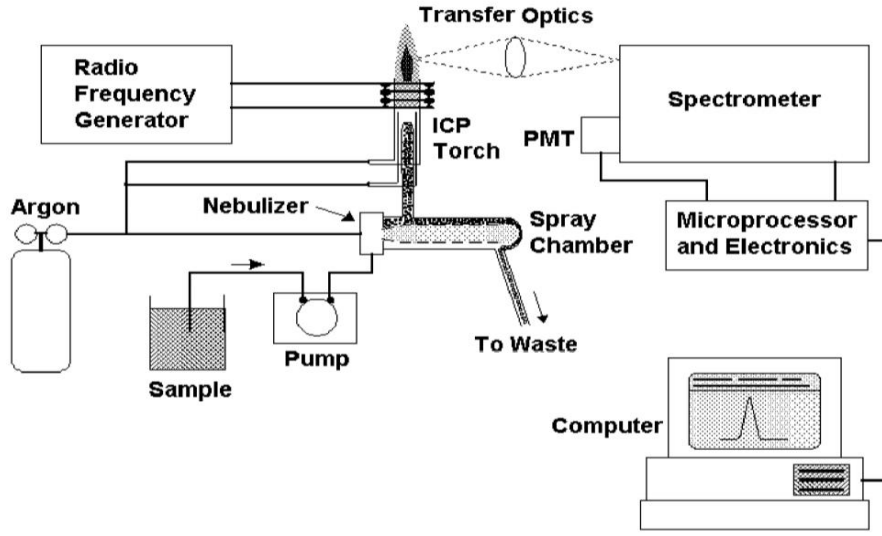 Transfer Optics
Radio
Frequency
Generator
Spectrometer
ICP
Torch
PMT
Argon
Nebulizer
Spray
Chamber
Microprocessor
and Electronics
Pump
To Waste
Sample
Computer